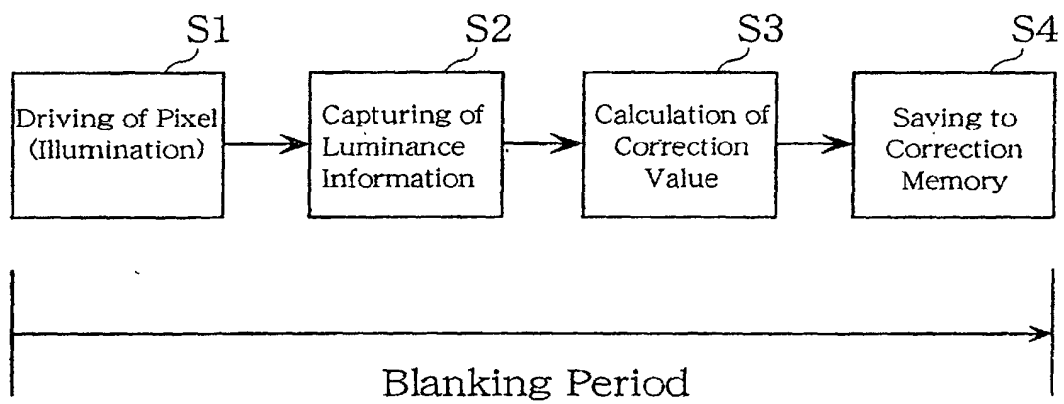 S1
S2
S3
S4
Driving of Pixel
(Illumination)
Capturing of
Luminance
Information
Calculation of
Correction
Value
Saving to
Correction
Memory
Blanking Period